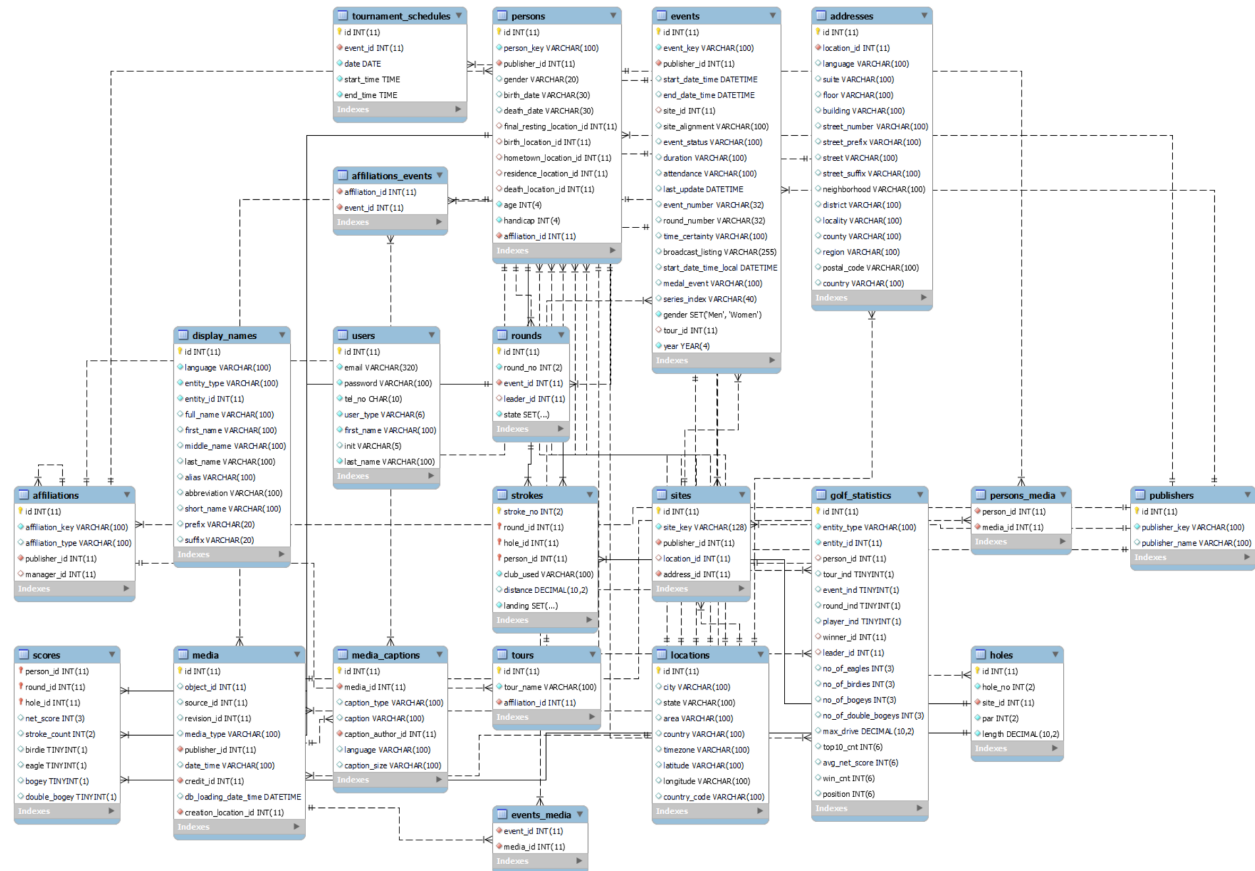 tournament_schedules
id INT(11)
event_id INT(11)
date DATE
start_time TIME
end_time TIME
Indexes
persons
id INT(11)
person_key VARCHAR(100)
publisher_id INT(11)
gender VARCHAR(20)
birth_date VARCHAR(30)
death_date VARCHAR(30)
final_resting_location_id INT(11)
birth_location_id INT(11)
hometown_location_id INT(11)
residence_location_id INT(11)
death_location_id INT(11)
age INT(4)
handicap INT(4)
affiliation_id INT(11)
Indexes
events
id INT(11)
event_key VARCHAR(100)
publisher_id INT(11)
start_date_time DATETIME
end_date_time DATETIME
site_id INT(11)
site_alignment VARCHAR(100)
event_status VARCHAR(100)
duration VARCHAR(100)
attendance VARCHAR(100)
last_update DATETIME
event_number VARCHAR(32)
round_number VARCHAR(32)
time_certainty VARCHAR(100)
broadcast_listing VARCHAR(255)
start_date_time_local DATETIME
medal_event VARCHAR(100)
series_index VARCHAR(40)
gender SET('Men', 'Women')
tour_id INT(11)
year YEAR(4)
Indexes
addresses
id INT(11)
location_id INT(11)
language VARCHAR(100)
suite VARCHAR(100)
floor VARCHAR(100)
building VARCHAR(100)
street_number VARCHAR(100)
street_prefix VARCHAR(100)
street VARCHAR(100)
street_suffix VARCHAR(100)
neighborhood VARCHAR(100)
district VARCHAR(100)
locality VARCHAR(100)
county VARCHAR(100)
region VARCHAR(100)
postal_code VARCHAR(100)
country VARCHAR(100)
Indexes
affiliations_events
affiliation_id INT(11)
event_id INT(11)
Indexes
display_names
id INT(11)
language VARCHAR(100)
entity_type VARCHAR(100)
entity_id INT(11)
full_name VARCHAR(100)
first_name VARCHAR(100)
middle_name VARCHAR(100)
last_name VARCHAR(100)
alias VARCHAR(100)
abbreviation VARCHAR(100)
short_name VARCHAR(100)
prefix VARCHAR(20)
suffix VARCHAR(20)
Indexes
users
id INT(11)
email VARCHAR(320)
password VARCHAR(100)
tel_no CHAR(10)
user_type VARCHAR(6)
first_name VARCHAR(100)
init VARCHAR(5)
last_name VARCHAR(100)
Indexes
rounds
id INT(11)
round_no INT(2)
event_id INT(11)
leader_id INT(11)
state SET(...)
Indexes
affiliations
id INT(11)
affiliation_key VARCHAR(100)
affiliation_type VARCHAR(100)
publisher_id INT(11)
manager_id INT(11)
Indexes
strokes
stroke_no INT(2)
round_id INT(11)
hole_id INT(11)
person_id INT(11)
club_used VARCHAR(100)
distance DECIMAL(10,2)
landing SET(...)
Indexes
sites
id INT(11)
site_key VARCHAR(128)
publisher_id INT(11)
location_id INT(11)
address_id INT(11)
Indexes
golf_statistics
id INT(11)
entity_type VARCHAR(100)
entity_id INT(11)
person_id INT(11)
tour_ind TINYINT(1)
event_ind TINYINT(1)
round_ind TINYINT(1)
player_ind TINYINT(1)
winner_id INT(11)
leader_id INT(11)
no_of_eagles INT(3)
no_of_birdies INT(3)
no_of_bogeys INT(3)
no_of_double_bogeys INT(3)
max_drive DECIMAL(10,2)
top10_cnt INT(6)
avg_net_score INT(6)
win_cnt INT(6)
position INT(6)
Indexes
persons_media
person_id INT(11)
media_id INT(11)
Indexes
publishers
id INT(11)
publisher_key VARCHAR(100)
publisher_name VARCHAR(100)
Indexes
scores
person_id INT(11)
round_id INT(11)
hole_id INT(11)
net_score INT(3)
stroke_count INT(2)
birdie TINYINT(1)
eagle TINYINT(1)
bogey TINYINT(1)
double_bogey TINYINT(1)
Indexes
media
id INT(11)
object_id INT(11)
source_id INT(11)
revision_id INT(11)
media_type VARCHAR(100)
publisher_id INT(11)
date_time VARCHAR(100)
credit_id INT(11)
db_loading_date_time DATETIME
creation_location_id INT(11)
Indexes
media_captions
id INT(11)
media_id INT(11)
caption_type VARCHAR(100)
caption VARCHAR(100)
caption_author_id INT(11)
language VARCHAR(100)
caption_size VARCHAR(100)
Indexes
tours
id INT(11)
tour_name VARCHAR(100)
affiliation_id INT(11)
Indexes
locations
id INT(11)
city VARCHAR(100)
state VARCHAR(100)
area VARCHAR(100)
country VARCHAR(100)
timezone VARCHAR(100)
latitude VARCHAR(100)
longitude VARCHAR(100)
country_code VARCHAR(100)
Indexes
holes
id INT(11)
hole_no INT(2)
site_id INT(11)
par INT(2)
length DECIMAL(10,2)
Indexes
events_media
event_id INT(11)
media_id INT(11)
Indexes